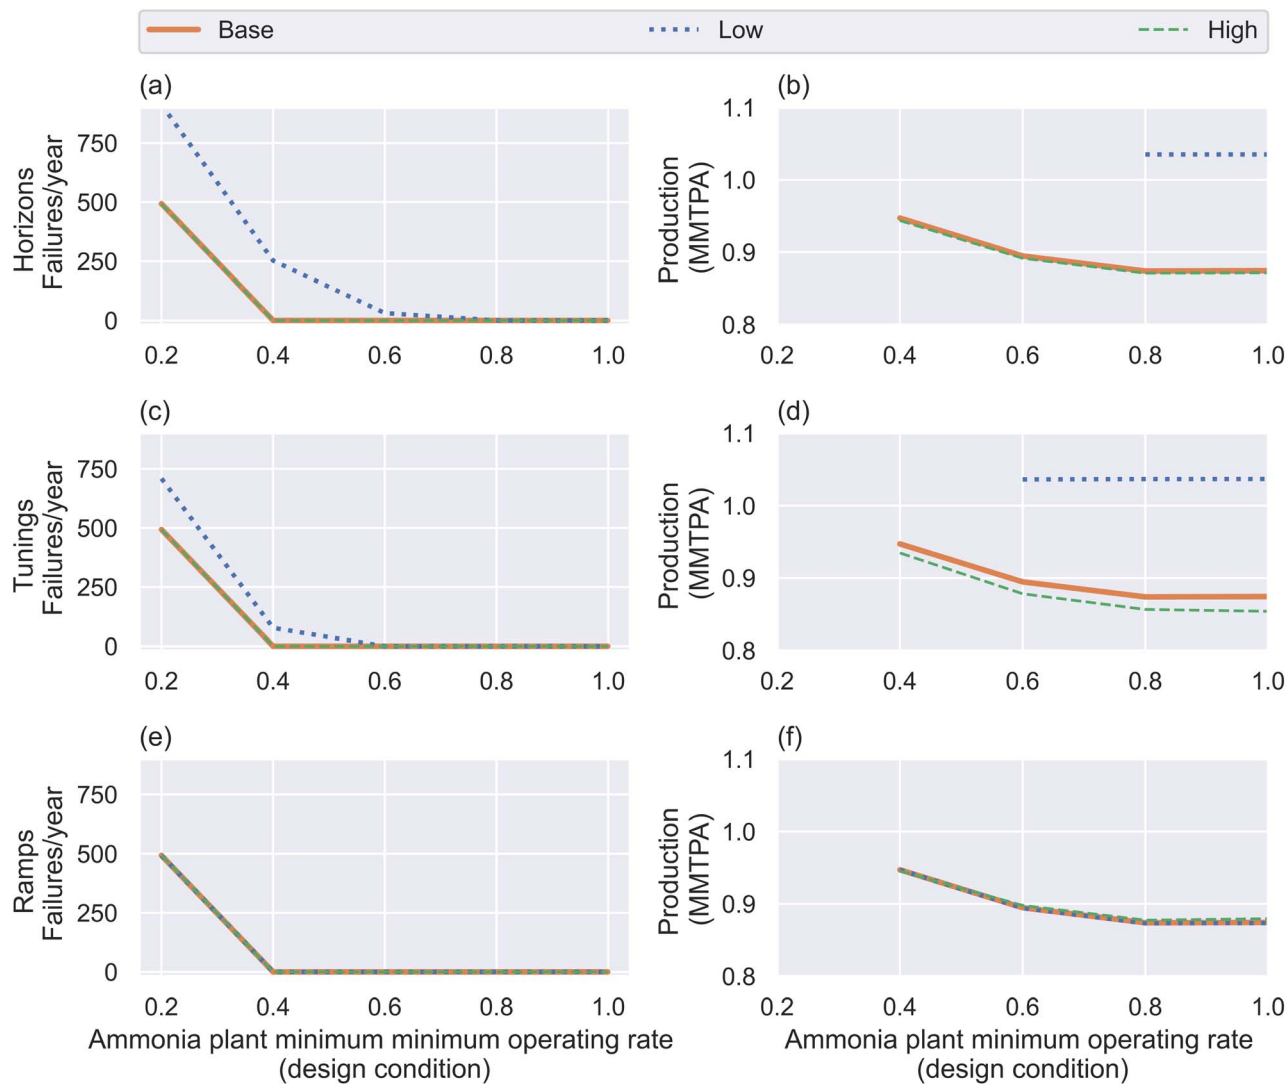 Base Low High
(a) (b)
Horizons
Failures/year
750
500
250
0
0.2 0.4 0.6 0.8 1.0
Production
(MMTPA)
1.1
1.0
0.9
0.8
0.2 0.4 0.6 0.8 1.0
(c) (d)
Tunings
Failures/year
750
500
250
0
0.2 0.4 0.6 0.8 1.0
Production
(MMTPA)
1.1
1.0
0.9
0.8
0.2 0.4 0.6 0.8 1.0
(e) (f)
Ramps
Failures/year
750
500
250
0
0.2 0.4 0.6 0.8 1.0
Ammonia plant minimum minimum operating rate
(design condition)
Production
(MMTPA)
1.1
1.0
0.9
0.8
0.2 0.4 0.6 0.8 1.0
Ammonia plant minimum operating rate
(design condition)